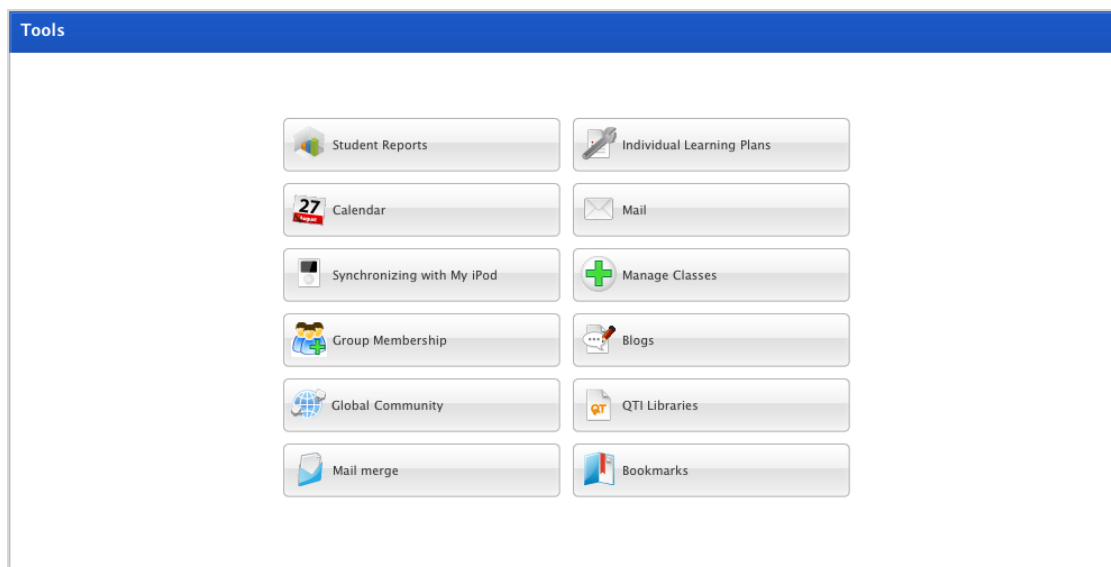 Tools
Student Reports
Individual Learning Plans
27
August
Calendar
Mail
Synchronizing with My iPod
Manage Classes
Group Membership
Blogs
Global Community
QT
QTI Libraries
Mail merge
Bookmarks